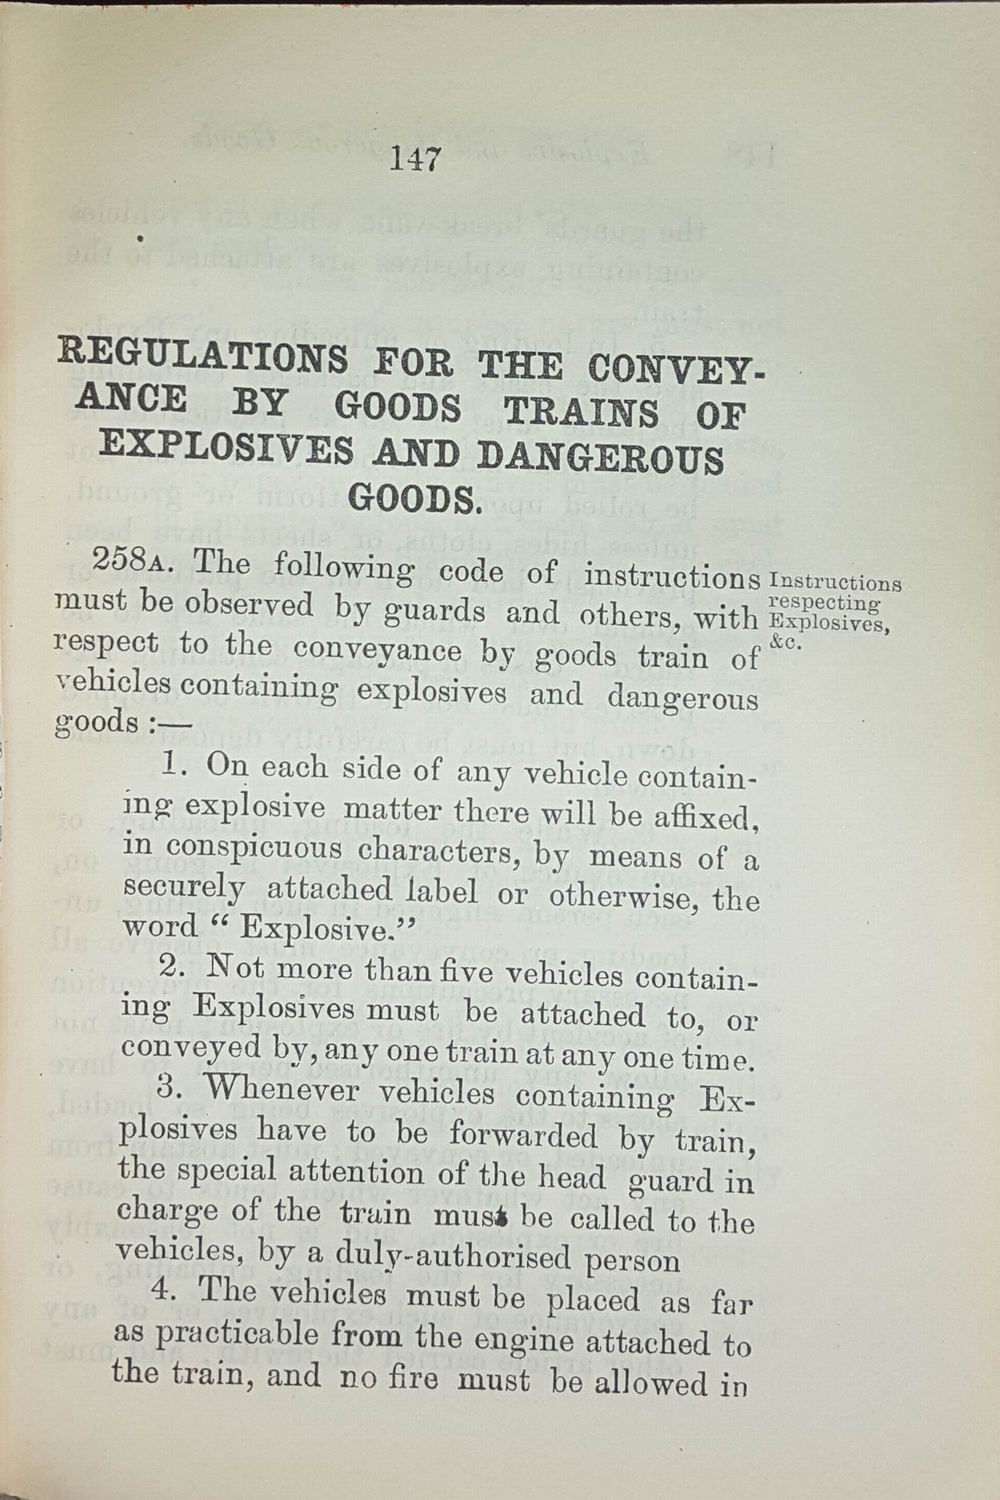 147
REGULATIONS FOR THE CONVEY-
ANCE BY GOODS TRAINS OF
EXPLOSIVES AND DANGEROUS
GOODS.
258A. The following code of instructions
must be observed by guards and others, with
respect to the conveyance by goods train of
vehicles containing explosives and dangerous
goods :—
Instructions
respecting
Explosives,
&c.
1. On each side of any vehicle contain-
ing explosive matter there will be affixed,
in conspicuous characters, by means of a
securely attached label or otherwise, the
word “ Explosive.”
2. Not more than five vehicles contain-
ing Explosives must be attached to, or
conveyed by, any one train at any one time.
3. Whenever vehicles containing Ex-
plosives have to be forwarded by train,
the special attention of the head guard in
charge of the train must be called to the
vehicles, by a duly-authorised person
4. The vehicles must be placed as far
as practicable from the engine attached to
the train, and no fire must be allowed in